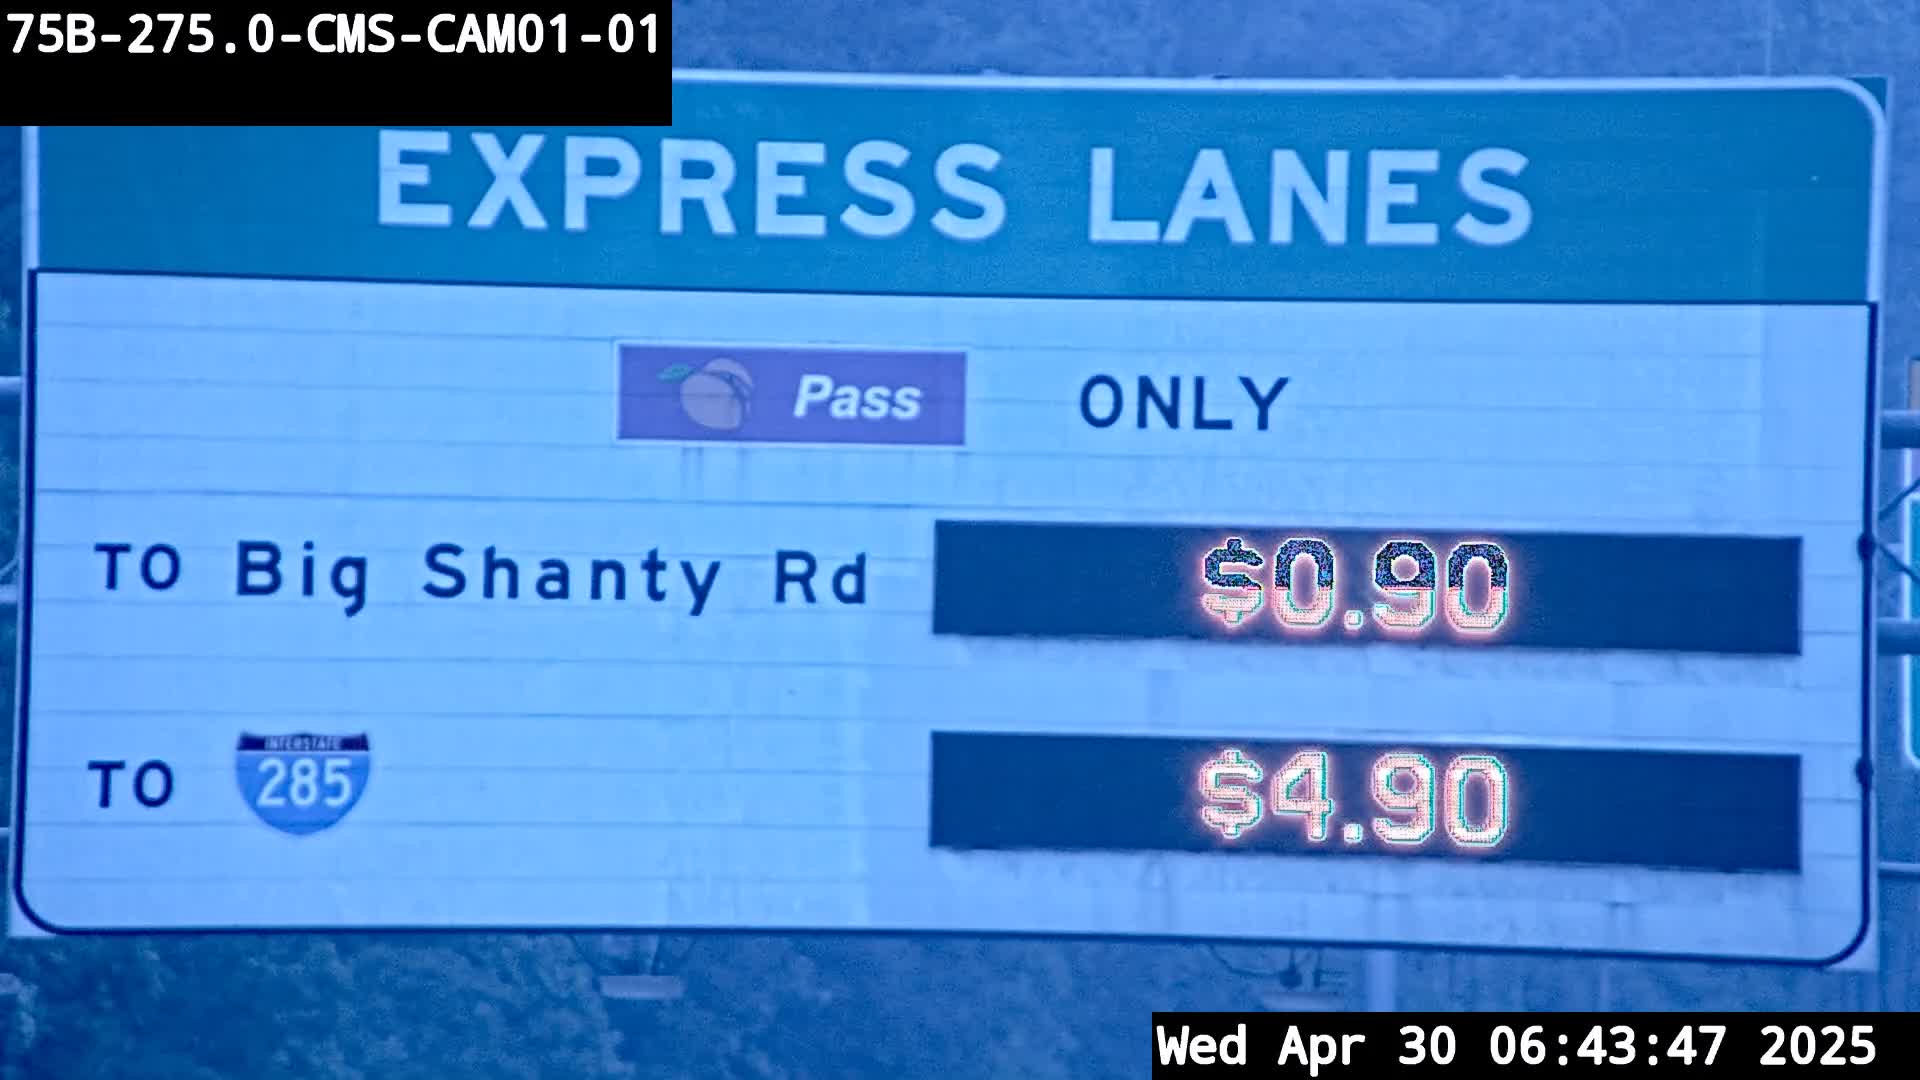 75B-275.0-CMS-CAM01-01
EXPRESS LANES
Pass ONLY
TO Big Shanty Rd $0.90
TO INTERSTATE 285 $4.90
Wed Apr 30 06:43:47 2025